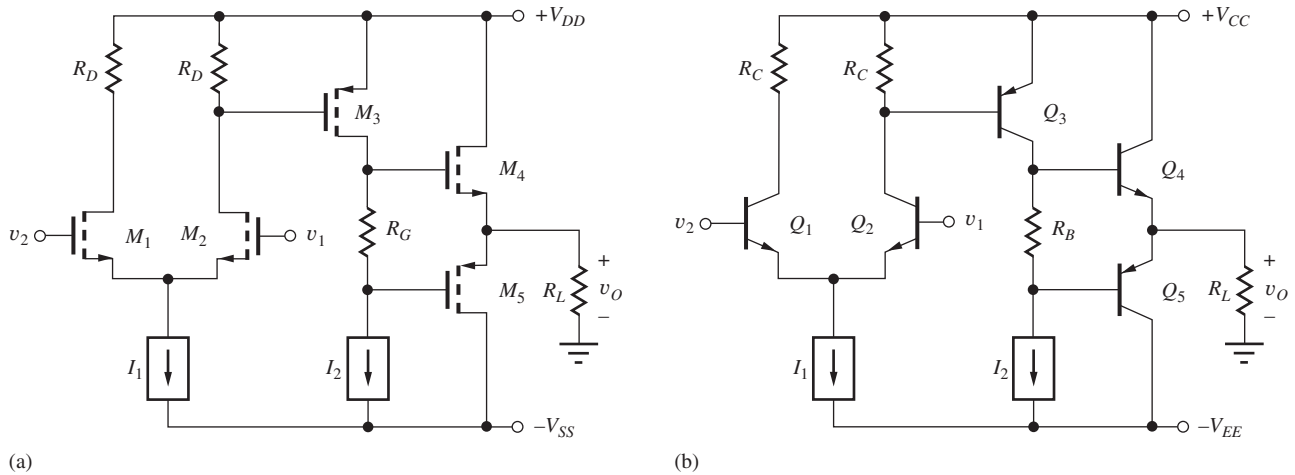 +V_DD
R_D
R_D
M_3
M_4
v_2
M_1
M_2
v_1
R_G
+
M_5
R_L
v_O
–
I_1
I_2
–V_SS
(a)
+V_CC
R_C
R_C
Q_3
Q_4
v_2
Q_1
Q_2
v_1
R_B
+
Q_5
R_L
v_O
–
I_1
I_2
–V_EE
(b)